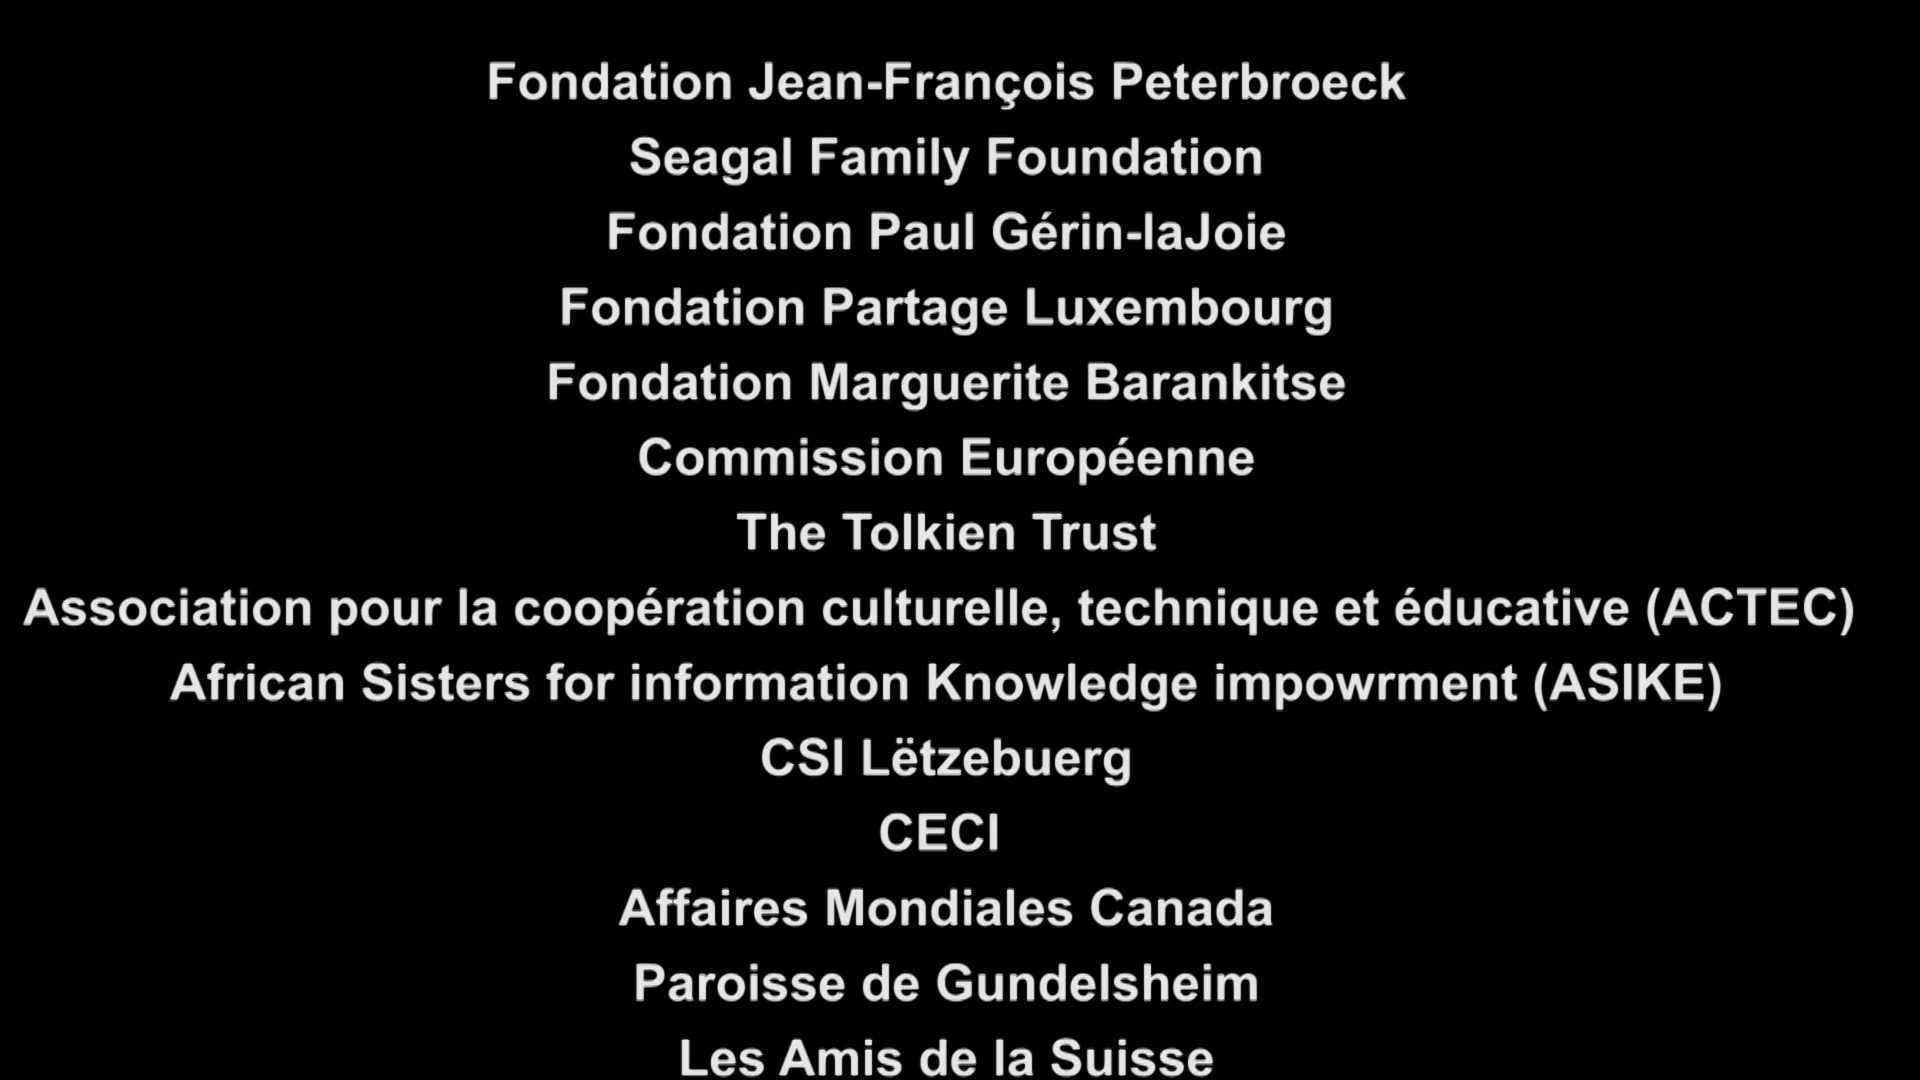 Fondation Jean-François Peterbroeck
Seagal Family Foundation
Fondation Paul Gérin-laJoie
Fondation Partage Luxembourg
Fondation Marguerite Barankitse
Commission Européenne
The Tolkien Trust
Association pour la coopération culturelle, technique et éducative (ACTEC)
African Sisters for information Knowledge impowrment (ASIKE)
CSI Lëtzebuerg
CECI
Affaires Mondiales Canada
Paroisse de Gundelsheim
Les Amis de la Suisse